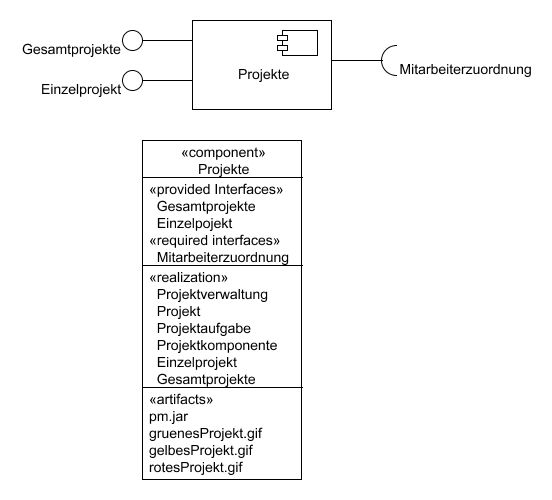 Gesamtprojekte
Einzelprojekt
Projekte
Mitarbeiterzuordnung
«component»
Projekte
«provided Interfaces»
Gesamtprojekte
Einzelpojekt
«required interfaces»
Mitarbeiterzuordnung
«realization»
Projektverwaltung
Projekt
Projektaufgabe
Projektkomponente
Einzelprojekt
Gesamtprojekte
«artifacts»
pm.jar
gruenesProjekt.gif
gelbesProjekt.gif
rotesProjekt.gif